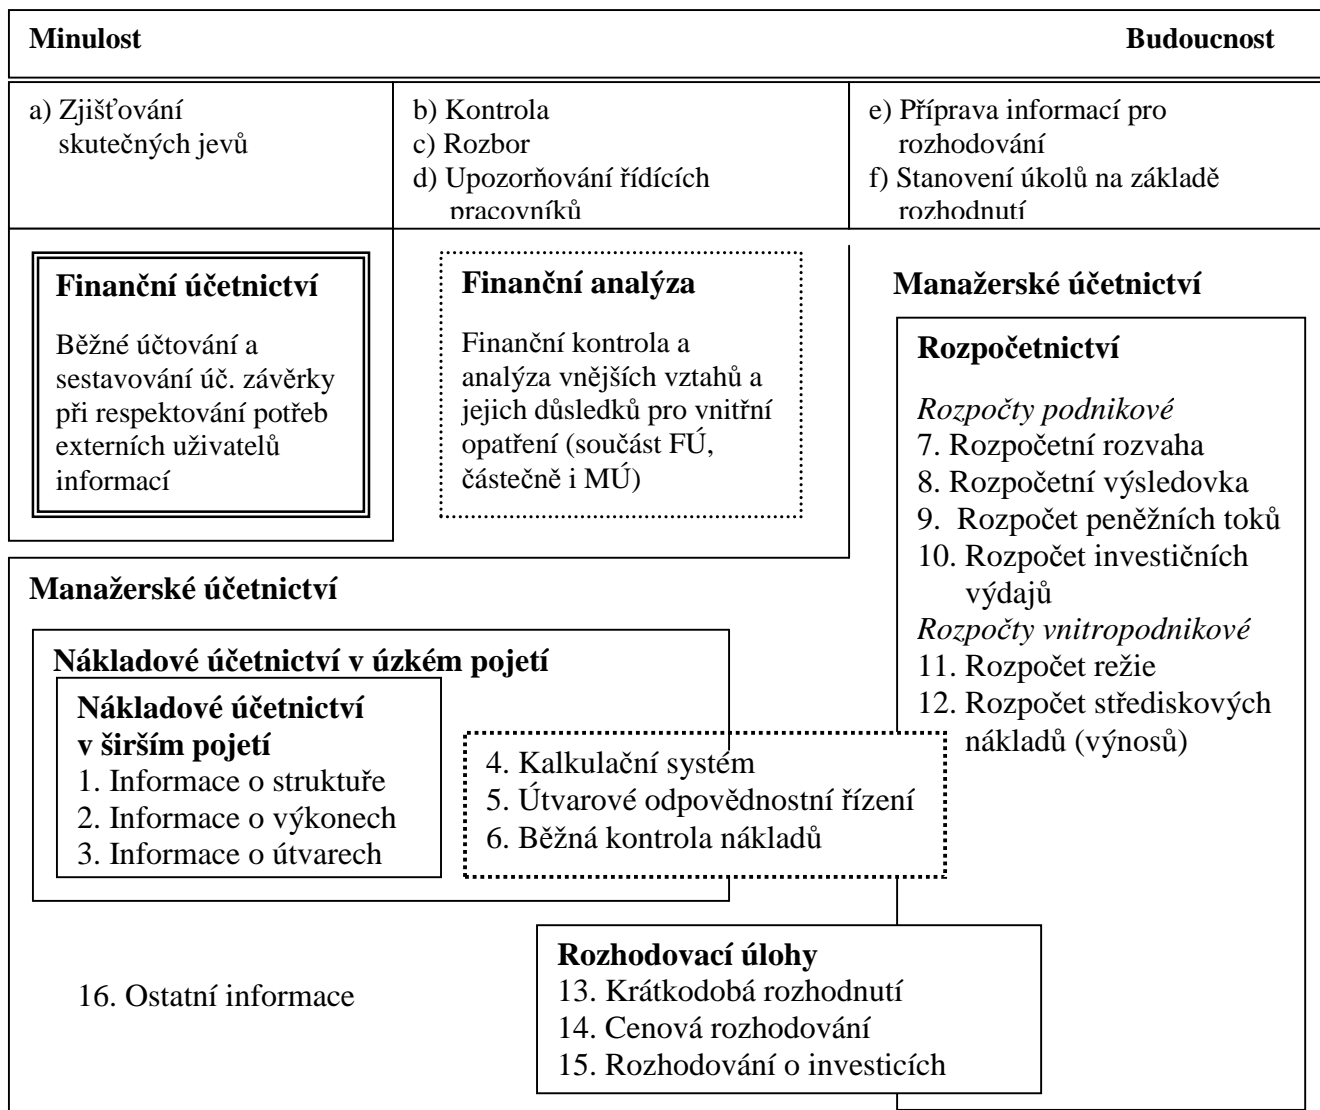 Minulost Budoucnost
a) Zjišťování
skutečných jevů
b) Kontrola
c) Rozbor
d) Upozorňování řídících
pracovníků
e) Příprava informací pro
rozhodování
f) Stanovení úkolů na základě
rozhodnutí
Finanční účetnictví
Běžné účtování a
sestavování úč. závěrky
při respektování potřeb
externích uživatelů
informací
Finanční analýza
Finanční kontrola a
analýza vnějších vztahů a
jejich důsledků pro vnitřní
opatření (součást FÚ,
částečně i MÚ)
Manažerské účetnictví
Rozpočetnictví
Rozpočty podnikové
7. Rozpočetní rozvaha
8. Rozpočetní výsledovka
9. Rozpočet peněžních toků
10. Rozpočet investičních
výdajů
Rozpočty vnitropodnikové
11. Rozpočet režie
12. Rozpočet střediskových
nákladů (výnosů)
Manažerské účetnictví
Nákladové účetnictví v úzkém pojetí
Nákladové účetnictví
v širším pojetí
1. Informace o struktuře
2. Informace o výkonech
3. Informace o útvarech
4. Kalkulační systém
5. Útvarové odpovědnostní řízení
6. Běžná kontrola nákladů
Rozhodovací úlohy
13. Krátkodobá rozhodnutí
14. Cenová rozhodování
15. Rozhodování o investicích
16. Ostatní informace